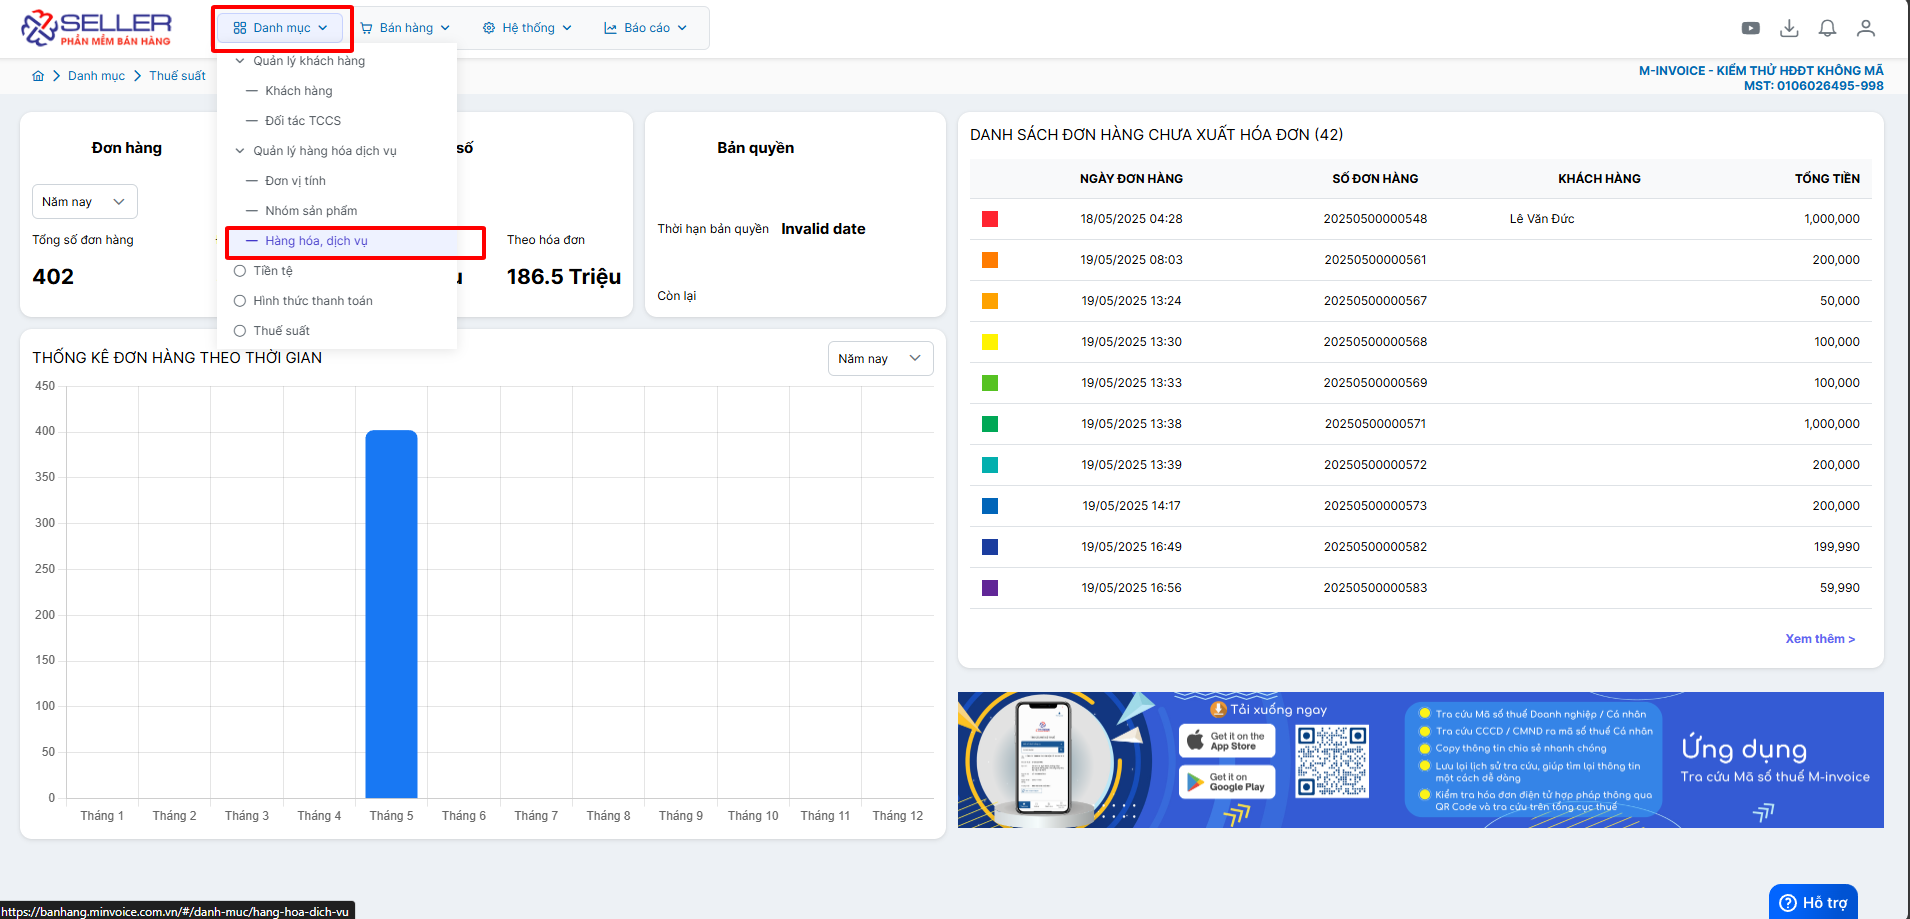 SELLER
PHẦN MỀM BÁN HÀNG
Danh mục
Bán hàng
Hệ thống
Báo cáo
Danh mục
Thuế suất
M-INVOICE - KIỂM THỬ HĐĐT KHÔNG MÃ
MST: 0106026495-998
Quản lý khách hàng
Khách hàng
Đối tác TCCS
Quản lý hàng hóa dịch vụ
Đơn vị tính
Nhóm sản phẩm
Hàng hóa, dịch vụ
Tiền tệ
Hình thức thanh toán
Thuế suất
Đơn hàng
Năm nay
Tổng số đơn hàng
402
số
Theo hóa đơn
186.5 Triệu
Bản quyền
Thời hạn bản quyền Invalid date
Còn lại
THỐNG KÊ ĐƠN HÀNG THEO THỜI GIAN
Năm nay
450
400
350
300
250
200
150
100
50
0
Tháng 1 Tháng 2 Tháng 3 Tháng 4 Tháng 5 Tháng 6 Tháng 7 Tháng 8 Tháng 9 Tháng 10 Tháng 11 Tháng 12
DANH SÁCH ĐƠN HÀNG CHƯA XUẤT HÓA ĐƠN (42)
NGÀY ĐƠN HÀNG SỐ ĐƠN HÀNG KHÁCH HÀNG TỔNG TIỀN
18/05/2025 04:28 20250500000548 Lê Văn Đức 1,000,000
19/05/2025 08:03 20250500000561 200,000
19/05/2025 13:24 20250500000567 50,000
19/05/2025 13:30 20250500000568 100,000
19/05/2025 13:33 20250500000569 100,000
19/05/2025 13:38 20250500000571 1,000,000
19/05/2025 13:39 20250500000572 200,000
19/05/2025 14:17 20250500000573 200,000
19/05/2025 16:49 20250500000582 199,990
19/05/2025 16:56 20250500000583 59,990
Xem thêm >
Tải xuống ngay
Get it on the
App Store
Get it on
Google Play
Tra cứu Mã số thuế Doanh nghiệp / Cá nhân
Tra cứu CCCD / CMND ra mã số thuế Cá nhân
Copy thông tin chia sẻ nhanh chóng
Lưu lại lịch sử tra cứu, giúp tìm lại thông tin
một cách dễ dàng
Kiểm tra hóa đơn điện tử hợp pháp thông qua
QR Code và tra cứu trên tổng cục thuế
Ứng dụng
Tra cứu Mã số thuế M-invoice
Hỗ trợ
https://banhang.minvoice.com.vn/#/danh-muc/hang-hoa-dich-vu